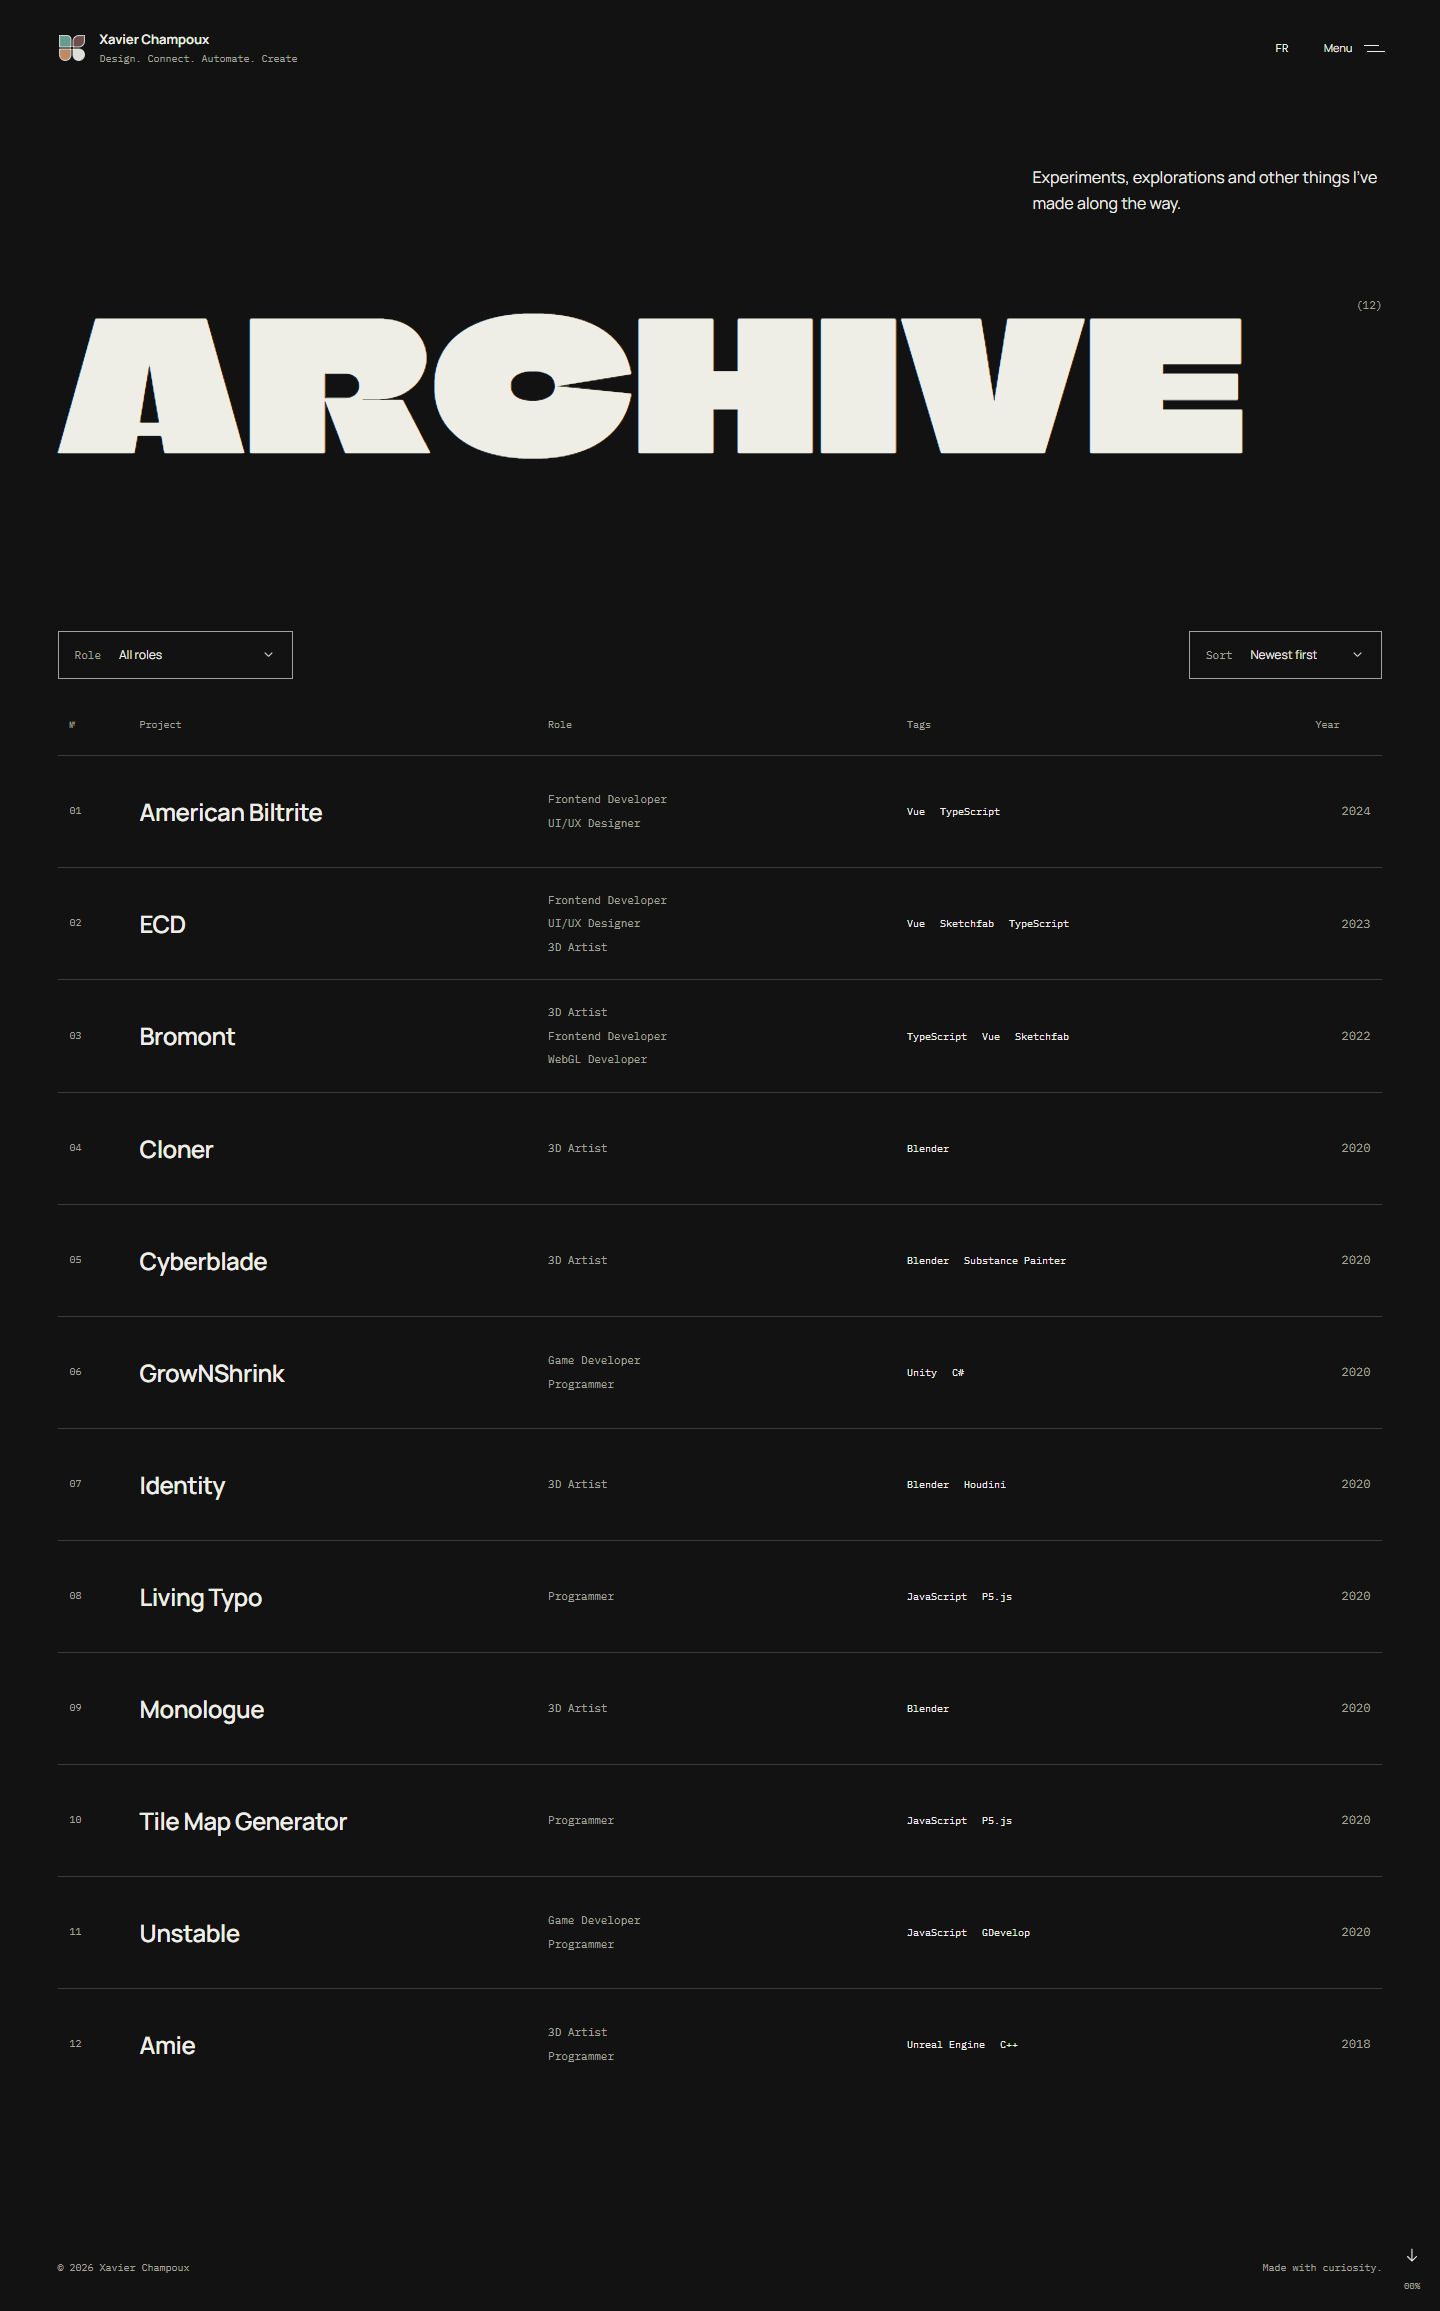 Xavier Champoux
Design. Connect. Automate. Create
FR Menu
Experiments, explorations and other things I've
made along the way.
(12)
ARCHIVE
Role All roles
Sort Newest first
№ Project Role Tags Year
01 American Biltrite
Frontend Developer
UI/UX Designer
Vue TypeScript
2024
02 ECD
Frontend Developer
UI/UX Designer
3D Artist
Vue Sketchfab TypeScript
2023
03 Bromont
3D Artist
Frontend Developer
WebGL Developer
TypeScript Vue Sketchfab
2022
04 Cloner
3D Artist
Blender
2020
05 Cyberblade
3D Artist
Blender Substance Painter
2020
06 GrowNShrink
Game Developer
Programmer
Unity C#
2020
07 Identity
3D Artist
Blender Houdini
2020
08 Living Typo
Programmer
JavaScript P5.js
2020
09 Monologue
3D Artist
Blender
2020
10 Tile Map Generator
Programmer
JavaScript P5.js
2020
11 Unstable
Game Developer
Programmer
JavaScript GDevelop
2020
12 Amie
3D Artist
Programmer
Unreal Engine C++
2018
© 2026 Xavier Champoux
Made with curiosity.
00%